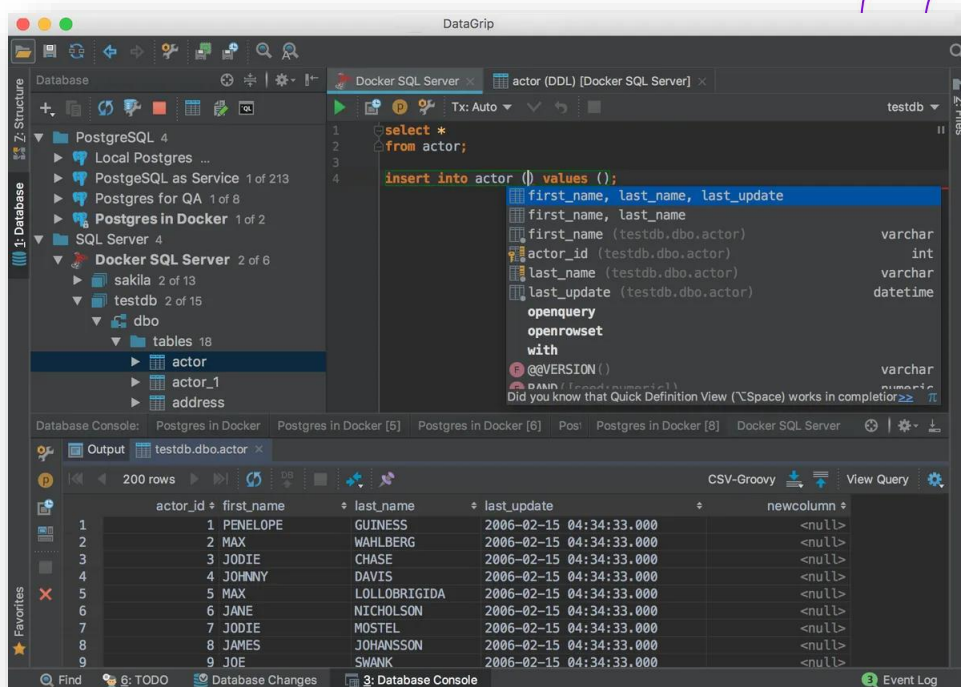 DataGrip
Database
Docker SQL Server
actor (DDL) [Docker SQL Server]
Tx: Auto
testdb
Z: Structure
1: Database
Favorites
Files
PostgreSQL 4
Local Postgres ...
PostgeSQL as Service 1 of 213
Postgres for QA 1 of 8
Postgres in Docker 1 of 2
SQL Server 4
Docker SQL Server 2 of 6
sakila 2 of 13
testdb 2 of 15
dbo
tables 18
actor
actor_1
address
1 select *
2 from actor;
3
4 insert into actor () values ();
first_name, last_name, last_update
first_name, last_name
first_name (testdb.dbo.actor) varchar
actor_id (testdb.dbo.actor) int
last_name (testdb.dbo.actor) varchar
last_update (testdb.dbo.actor) datetime
openquery
openrowset
with
@@VERSION() varchar
RAND([seed:numeric]) numeric
Did you know that Quick Definition View (⌥Space) works in completion >> π
Database Console: Postgres in Docker Postgres in Docker [5] Postgres in Docker [6] Pos Postgres in Docker [8] Docker SQL Server
Output testdb.dbo.actor
200 rows DB CSV-Groovy View Query
actor_id first_name last_name last_update newcolumn
1 1 PENELOPE GUINESS 2006-02-15 04:34:33.000 <null>
2 2 MAX WAHLBERG 2006-02-15 04:34:33.000 <null>
3 3 JODIE CHASE 2006-02-15 04:34:33.000 <null>
4 4 JOHNNY DAVIS 2006-02-15 04:34:33.000 <null>
5 5 MAX LOLLOBRIGIDA 2006-02-15 04:34:33.000 <null>
6 6 JANE NICHOLSON 2006-02-15 04:34:33.000 <null>
7 7 JODIE MOSTEL 2006-02-15 04:34:33.000 <null>
8 8 JAMES JOHANSSON 2006-02-15 04:34:33.000 <null>
9 9 JOE SWANK 2006-02-15 04:34:33.000 <null>
Find 6: TODO Database Changes 3: Database Console 3 Event Log